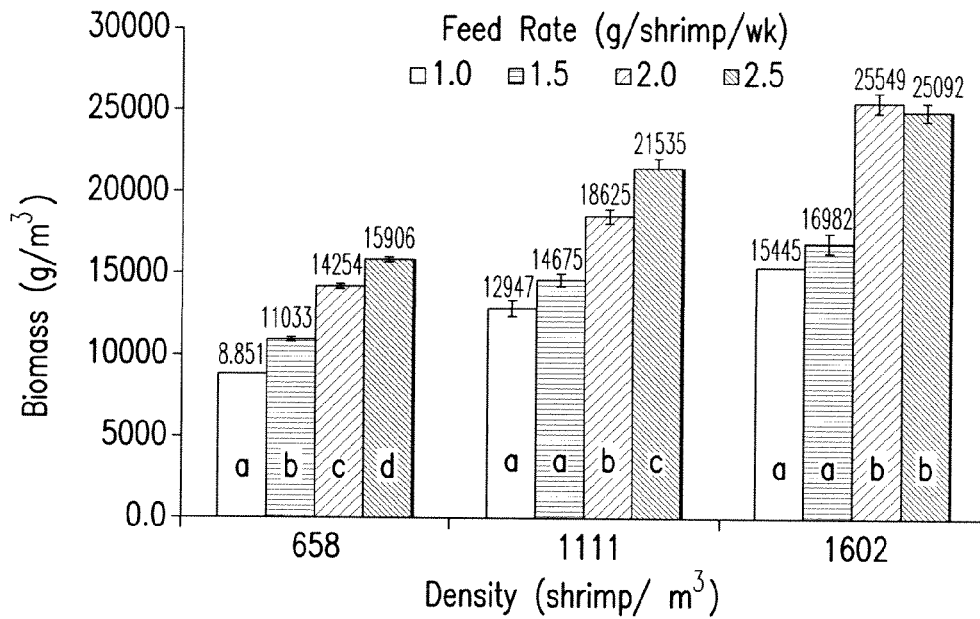 Feed Rate (g/shrimp/wk)
1.0 1.5 2.0 2.5
Biomass (g/m³)
30000
25000
20000
15000
10000
5000
0.0
8.851 11033 14254 15906
12947 14675 18625 21535
15445 16982 25549 25092
a b c d
a a b c
a a b b
658 1111 1602
Density (shrimp/ m³)